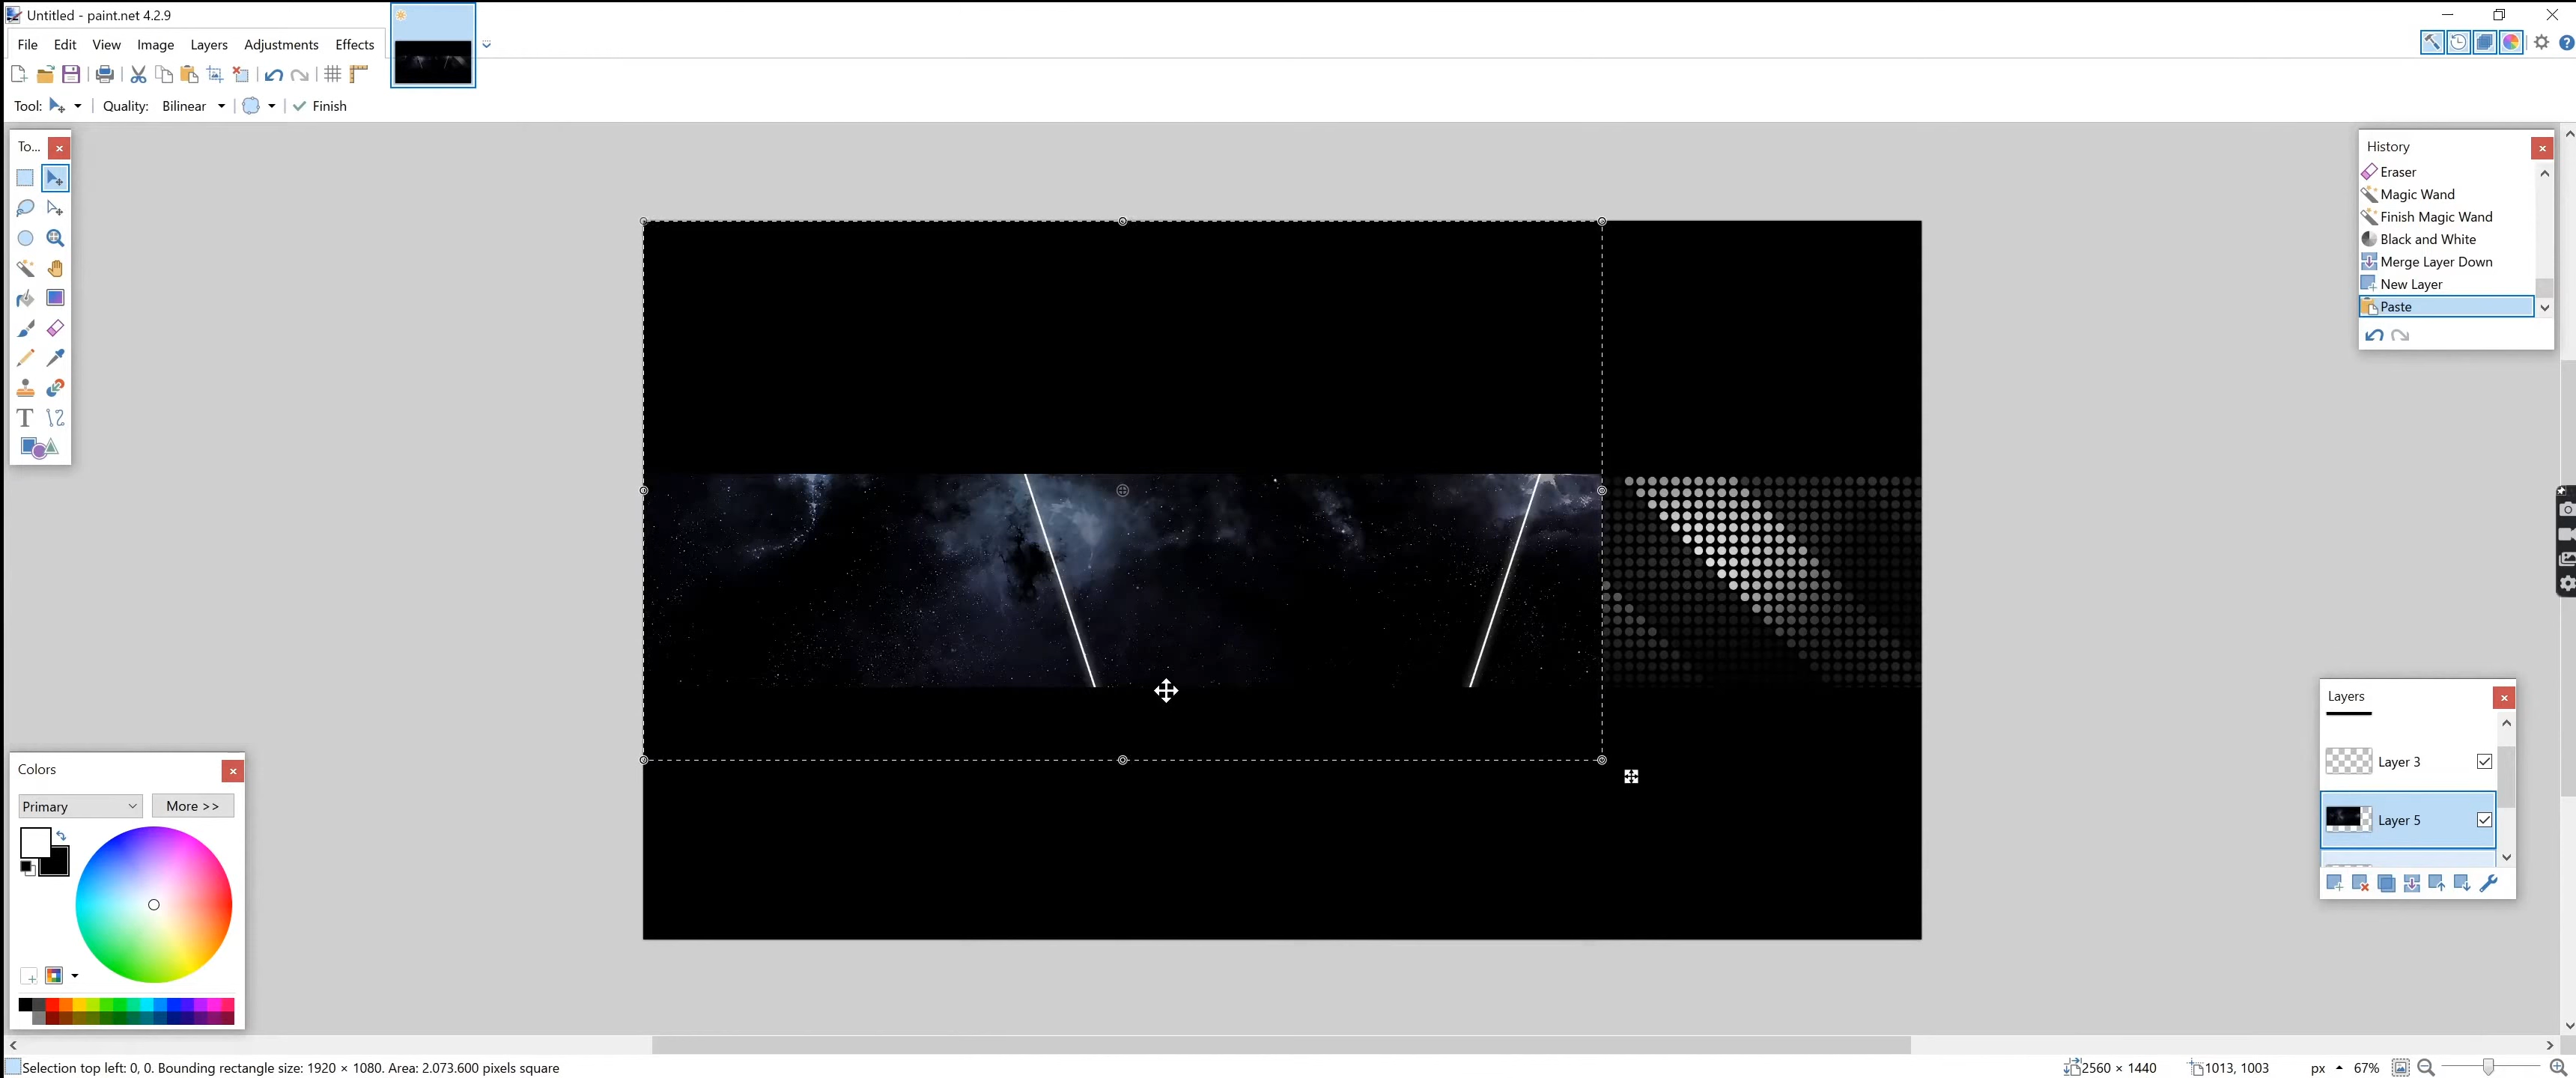 Untitled - paint.net 4.2.9
File Edit View Image Layers Adjustments Effects
Tool: Quality: Bilinear Finish
To...
History
Eraser
Magic Wand
Finish Magic Wand
Black and White
Merge Layer Down
New Layer
Paste
Layers
Layer 3
Layer 5
Colors
Primary More >>
Selection top left: 0, 0. Bounding rectangle size: 1920 × 1080. Area: 2.073.600 pixels square 2560 × 1440 1013, 1003 px 67%